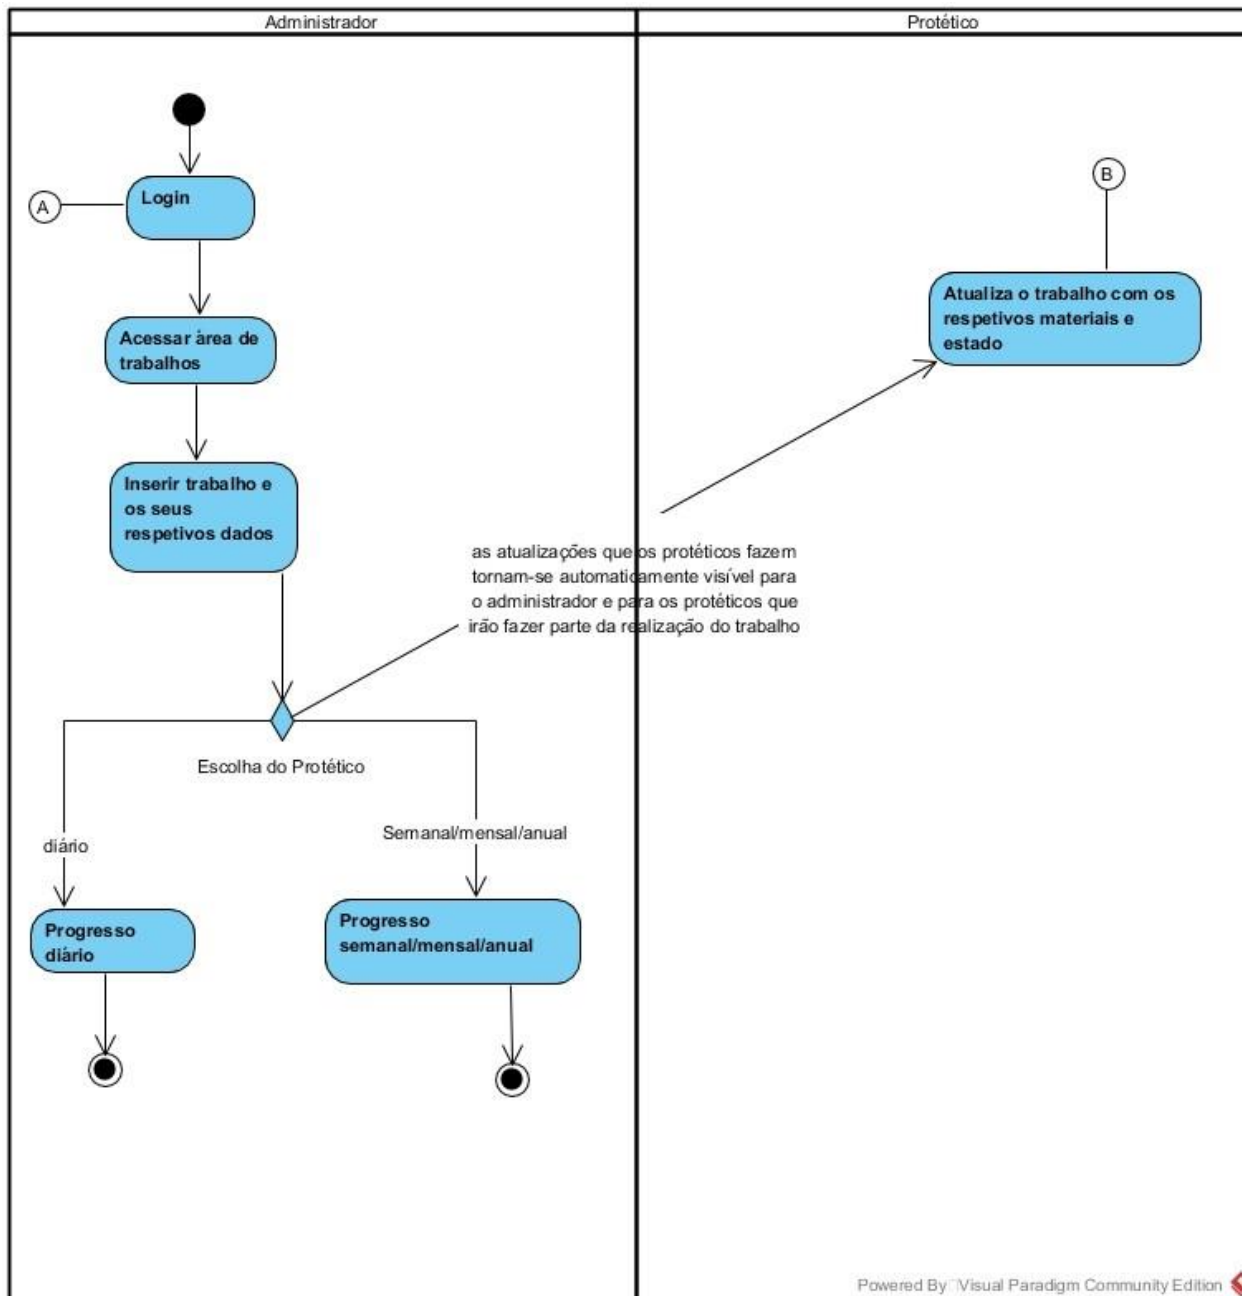 Administrador
Protético
A
Login
B
Acessar área de
trabalhos
Atualiza o trabalho com os
respetivos materiais e
estado
Inserir trabalho e
os seus
respetivos dados
as atualizações que os protéticos fazem
tornam-se automaticamente visível para
o administrador e para os protéticos que
irão fazer parte da realização do trabalho
Escolha do Protético
diário
Semanal/mensal/anual
Progresso
diário
Progresso
semanal/mensal/anual
Powered By Visual Paradigm Community Edition